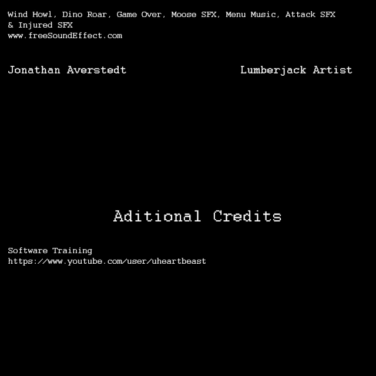 Wind Howl, Dino Roar, Game Over, Moose SFX, Menu Music, Attack SFX
& Injured SFX
www.freeSoundEffect.com
Jonathan Averstedt Lumberjack Artist
Aditional Credits
Software Training
https://www.youtube.com/user/uheartbeast